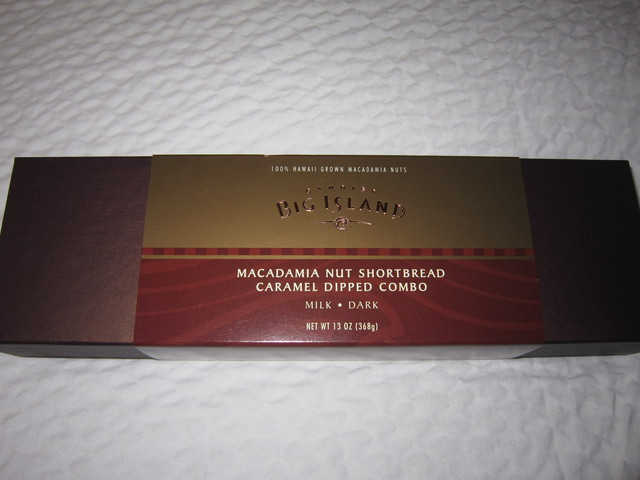 100% HAWAII GROWN MACADAMIA NUTS
BIG ISLAND
MACADAMIA NUT SHORTBREAD
CARAMEL DIPPED COMBO
MILK • DARK
NET WT 13 OZ (368g)